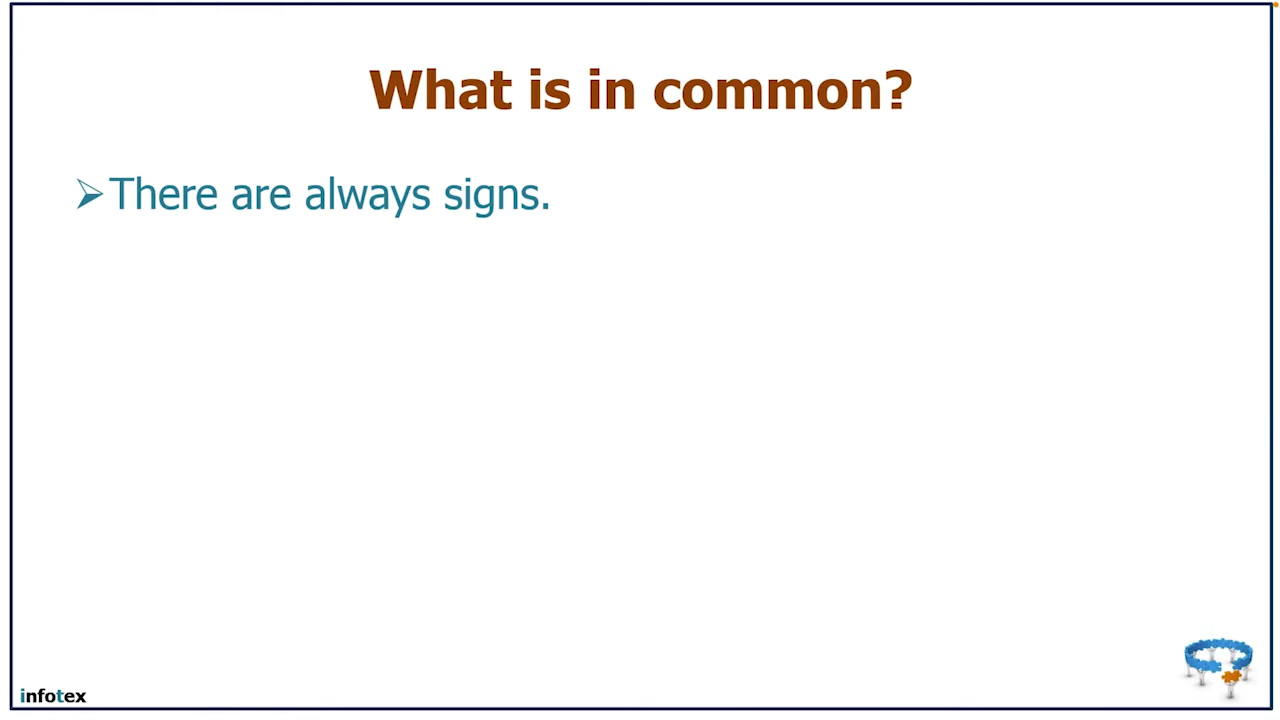 What is in common?
There are always signs.
infotex